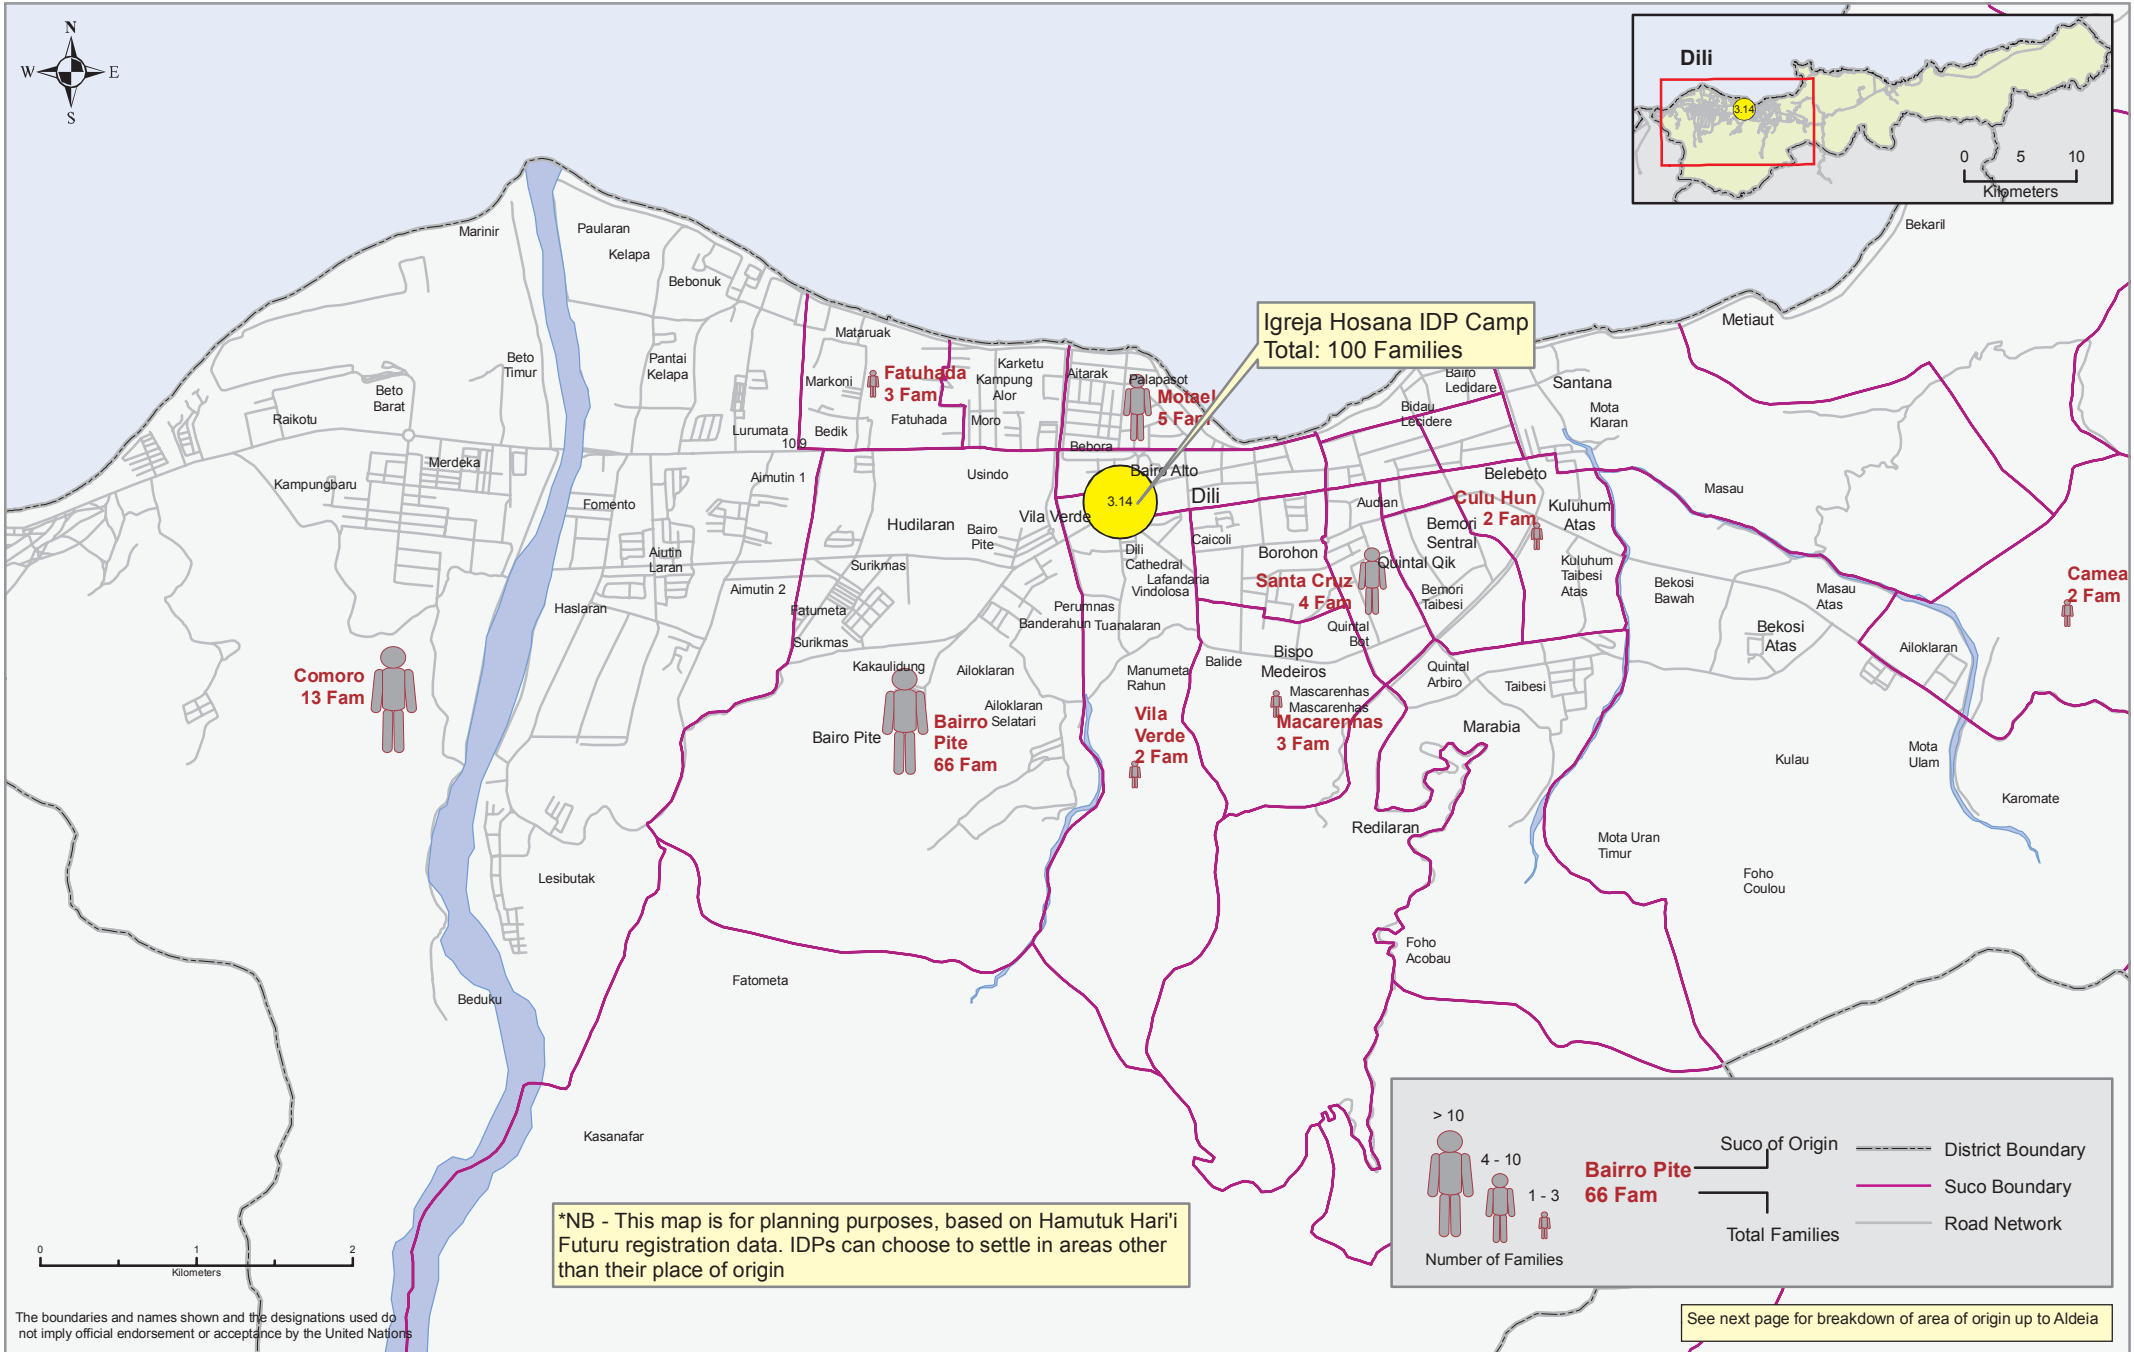 N
W
E
S
Dili
3.14
0 5 10
Kilometers
Bekaril
Marinir
Paularan
Kelapa
Bebonuk
Igreja Hosana IDP Camp
Total: 100 Families
Metiaut
Mataruak
Beto
Timur
Pantai
Kelapa
Karketu
Kampung
Alor
Aitarak
Palapasot
Bairo
Ledidare
Santana
Beto
Barat
Markoni
Fatuhada
3 Fam
Motael
5 Fam
Mota
Klaran
Raikotu
Fatuhada
Moro
Bidau
Lecidere
Lurumata
Bedik
10.9
Bebora
Merdeka
Bairo Alto
Belebeto
Kampungbaru
Aimutin 1
Usindo
3.14
Dili
Masau
Fomento
Culu Hun
2 Fam
Audian
Kuluhum
Atas
Hudilaran
Vila Verde
Bairo
Pite
Bemori
Sentral
Caicoli
Aiutin
Laran
Dili
Cathedral
Borohon
Quintal Qik
Surikmas
Lafandaria
Vindolosa
Santa Cruz
4 Fam
Kuluhum
Taibesi
Atas
Camea
2 Fam
Aimutin 2
Bemori
Taibesi
Bekosi
Bawah
Masau
Atas
Haslaran
Fatumeta
Perumnas
Banderahun
Tuanalaran
Quintal
Bot
Bekosi
Atas
Surikmas
Ailoklaran
Kakaulidung
Ailoklaran
Balide
Bispo
Medeiros
Comoro
13 Fam
Manumeta
Rahun
Quintal
Arbiro
Taibesi
Mascarenhas
Mascarenhas
Ailoklaran
Selatari
Vila
Verde
2 Fam
Macarennas
3 Fam
Bairro
Pite
66 Fam
Bairo Pite
Marabia
Kulau
Mota
Ulam
Karomate
Redilaran
Mota Uran
Timur
Lesibutak
Foho
Coulou
Foho
Acobau
Fatometa
Beduku
Kasanafar
> 10
4 - 10
1 - 3
Number of Families
Bairro Pite
66 Fam
Suco of Origin
Total Families
District Boundary
Suco Boundary
Road Network
*NB - This map is for planning purposes, based on Hamutuk Hari'i
Futuru registration data. IDPs can choose to settle in areas other
than their place of origin
0 1 2
Kilometers
The boundaries and names shown and the designations used do
not imply official endorsement or acceptance by the United Nations
See next page for breakdown of area of origin up to Aldeia